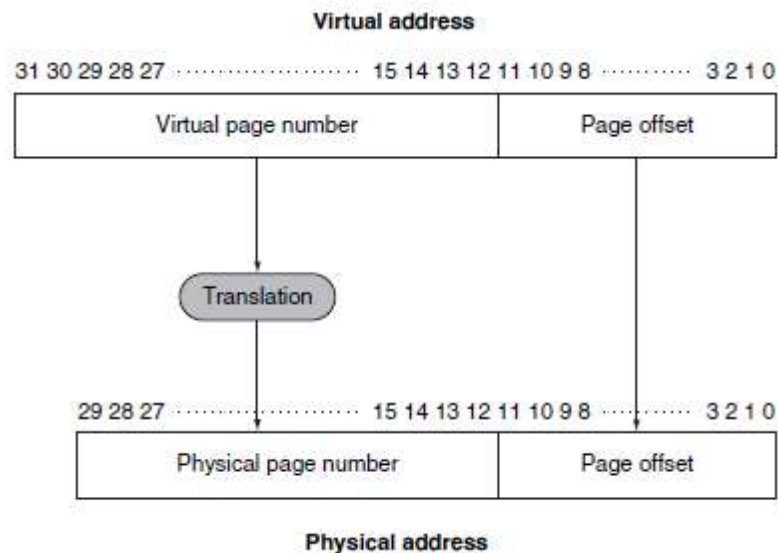 Virtual address
31 30 29 28 27 ···················· 15 14 13 12 11 10 9 8 ·········· 3 2 1 0
Virtual page number Page offset
Translation
29 28 27 ···················· 15 14 13 12 11 10 9 8 ·········· 3 2 1 0
Physical page number Page offset
Physical address